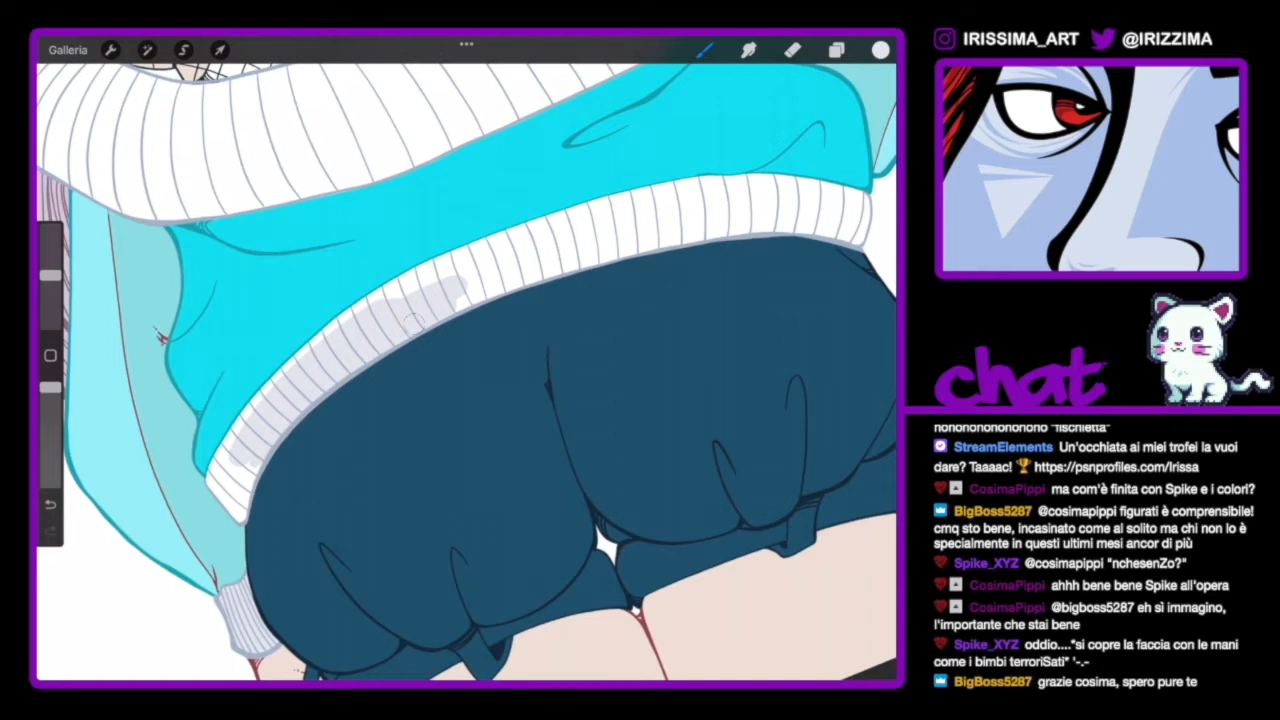 Galleria
IRISSIMA_ART @IRIZZIMA
chat
nonononononononono "fischietta"
StreamElements Un'occhiata ai miei trofei la vuoi
dare? Taaaac! 🏆 https://psnprofiles.com/Irissa
CosimaPippi ma com'è finita con Spike e i colori?
BigBoss5287 @cosimapippi figurati è comprensibile!
cmq sto bene, incasinato come al solito ma chi non lo è
specialmente in questi ultimi mesi ancor di più
Spike_XYZ @cosimapippi "nchesenZo?"
CosimaPippi ahhh bene bene Spike all'opera
CosimaPippi @bigboss5287 eh sì immagino,
l'importante che stai bene
Spike_XYZ oddio....*si copre la faccia con le mani
come i bimbi terroriSati* '-.-
BigBoss5287 grazie cosima, spero pure te